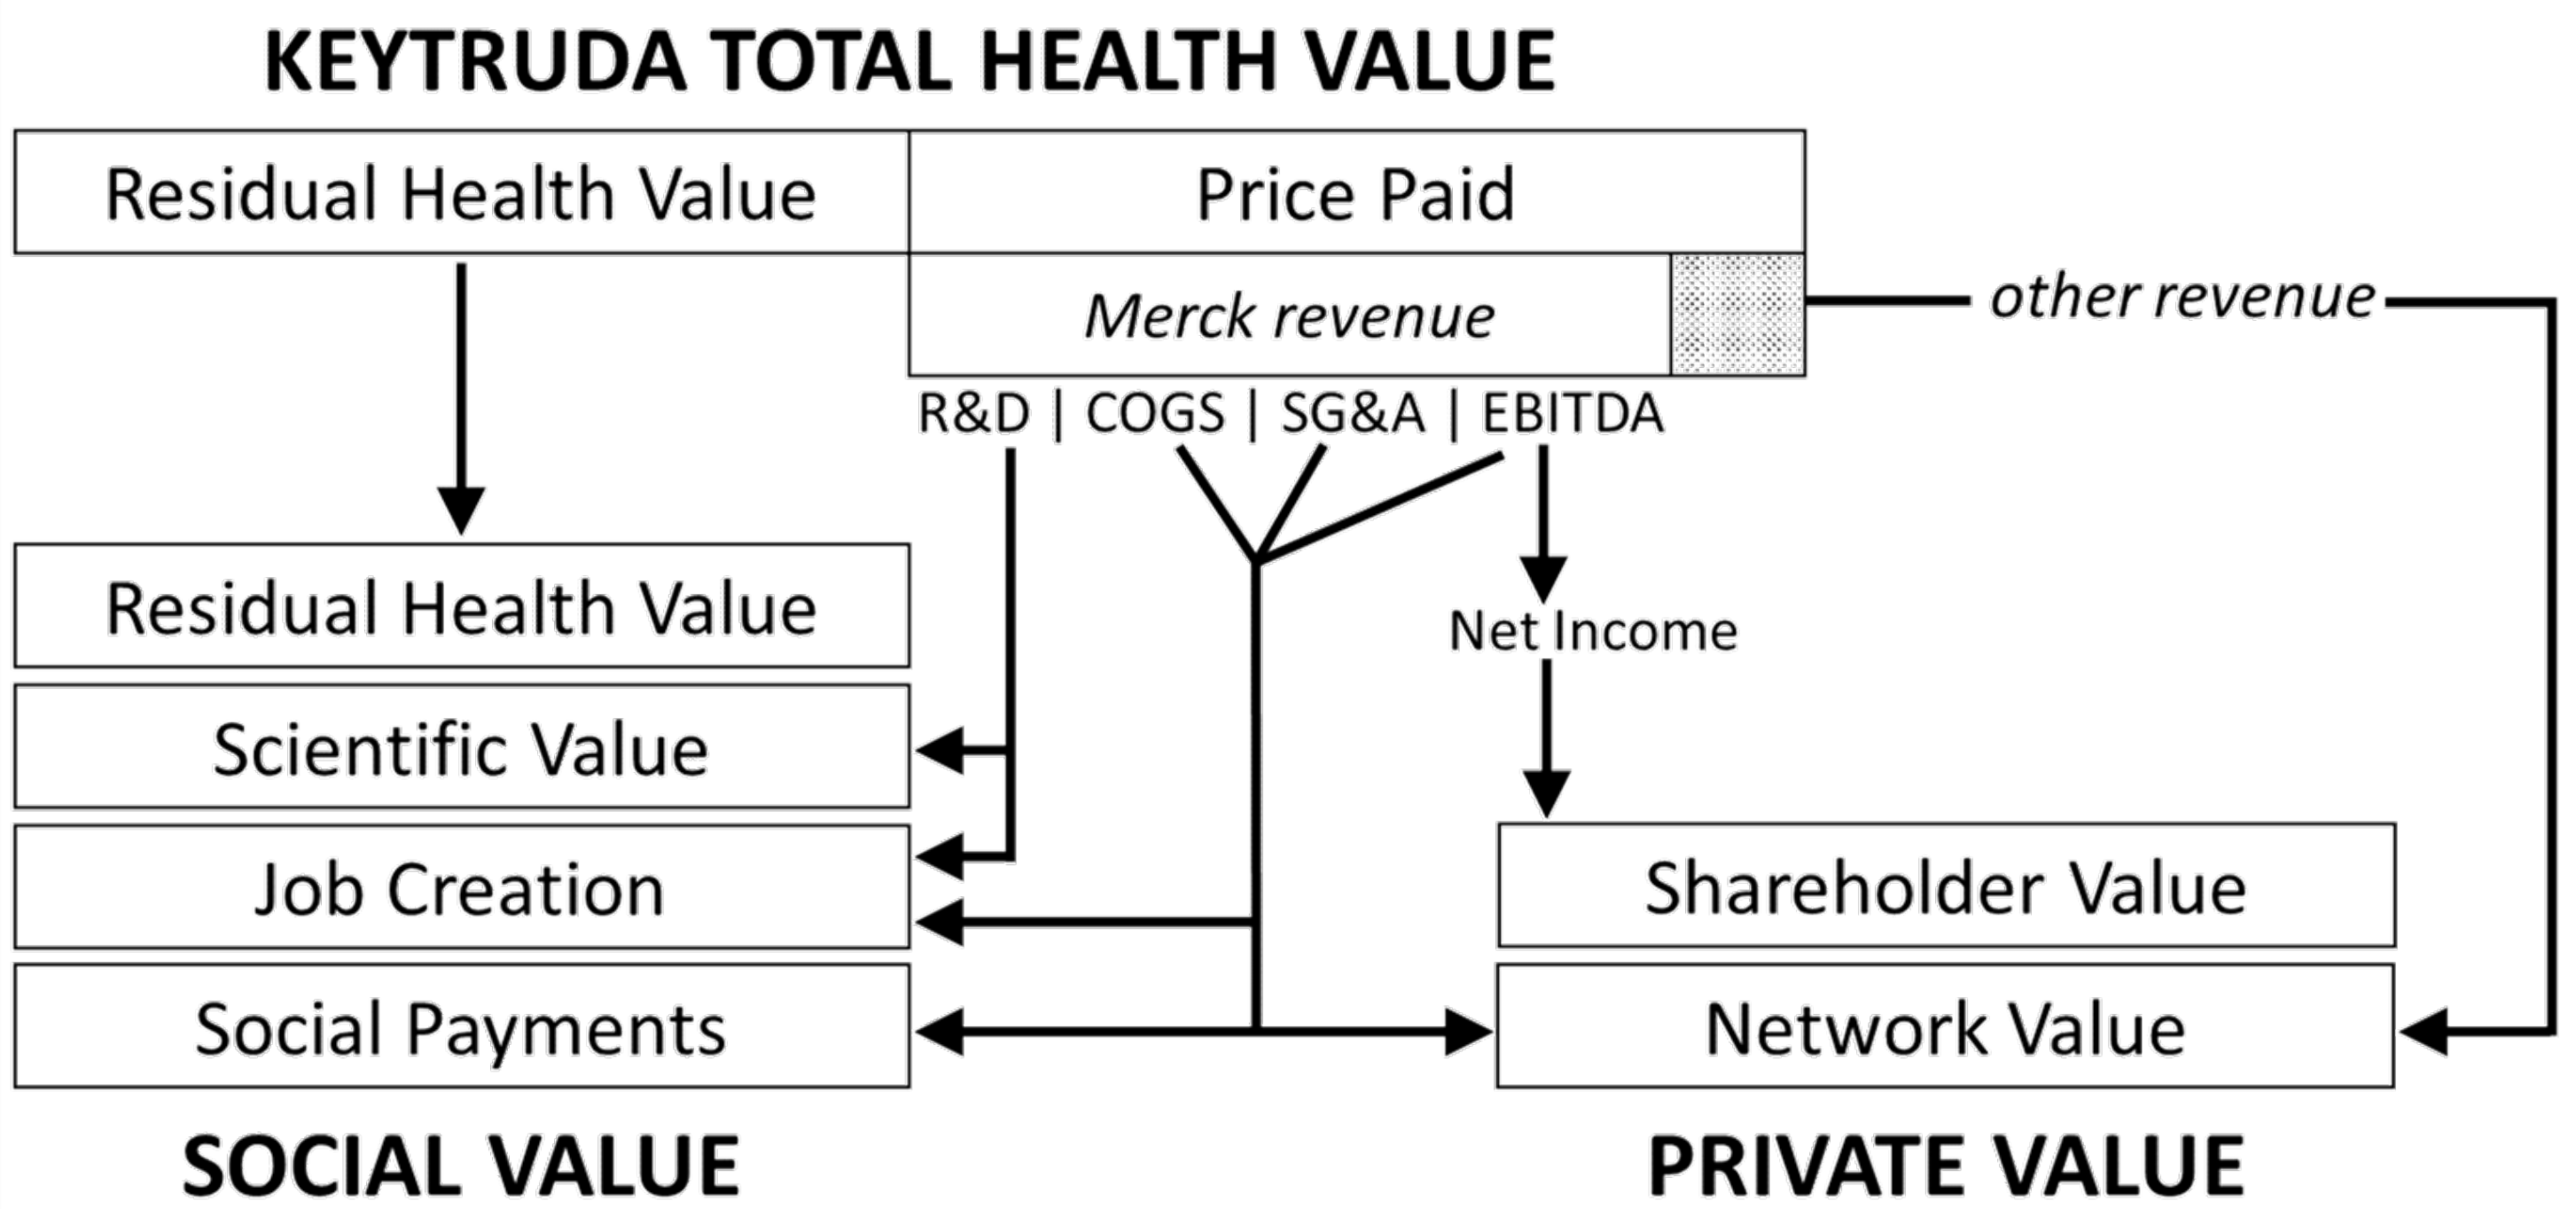 KEYTRUDA TOTAL HEALTH VALUE
Residual Health Value
Price Paid
Merck revenue
other revenue
R&D | COGS | SG&A | EBITDA
Residual Health Value
Net Income
Scientific Value
Job Creation
Shareholder Value
Social Payments
Network Value
SOCIAL VALUE
PRIVATE VALUE